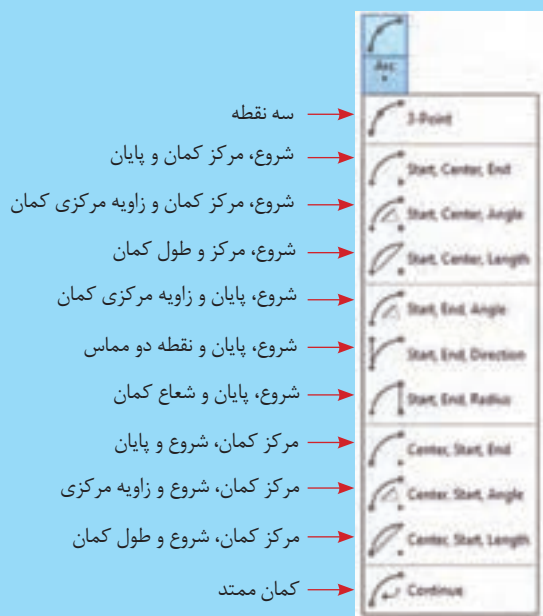 Arc
سه نقطه
3-Point
شروع، مرکز کمان و پایان
Start, Center, End
شروع، مرکز کمان و زاویه مرکزی کمان
Start, Center, Angle
شروع، مرکز و طول کمان
Start, Center, Length
شروع، پایان و زاویه مرکزی کمان
Start, End, Angle
شروع، پایان و نقطه دو مماس
Start, End, Direction
شروع، پایان و شعاع کمان
Start, End, Radius
مرکز کمان، شروع و پایان
Center, Start, End
مرکز کمان، شروع و زاویه مرکزی
Center, Start, Angle
مرکز کمان، شروع و طول کمان
Center, Start, Length
کمان ممتد
Continue